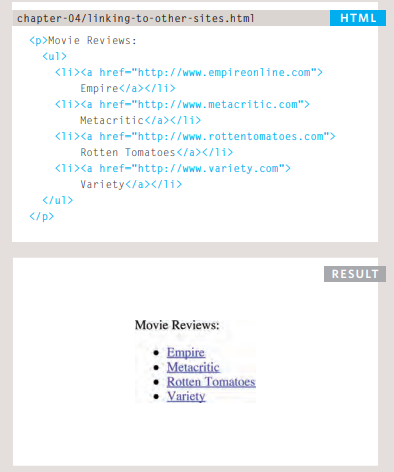 chapter-04/linking-to-other-sites.html HTML
<p>Movie Reviews:
<ul>
<li><a href="http://www.empireonline.com">
Empire</a></li>
<li><a href="http://www.metacritic.com">
Metacritic</a></li>
<li><a href="http://www.rottentomatoes.com">
Rotten Tomatoes</a></li>
<li><a href="http://www.variety.com">
Variety</a></li>
</ul>
</p>
RESULT
Movie Reviews:
• Empire
• Metacritic
• Rotten Tomatoes
• Variety